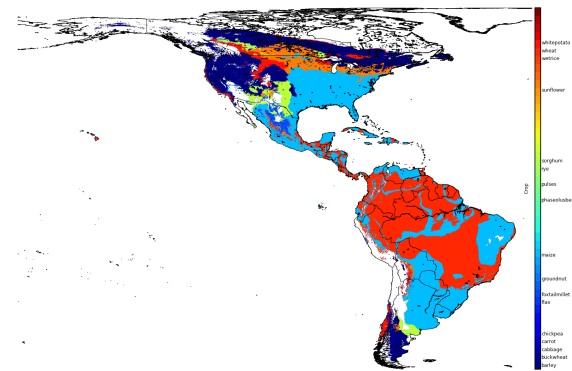 whitepotato
wheat
wetrice
sunflower
sorghum
rye
pulses
phaseolusbe
maize
groundnut
foxtailmillet
flax
chickpea
carrot
cabbage
buckwheat
barley
Crop